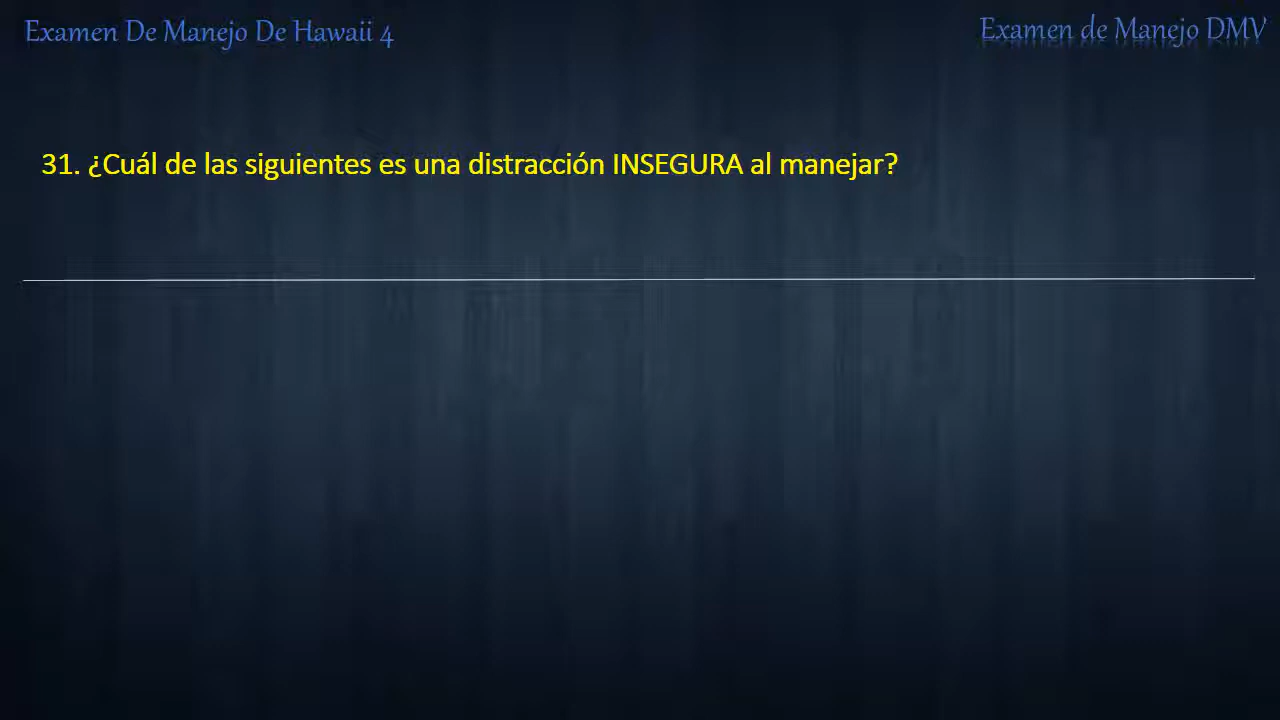 Examen De Manejo De Hawaii 4
Examen de Manejo DMV
31. ¿Cuál de las siguientes es una distracción INSEGURA al manejar?